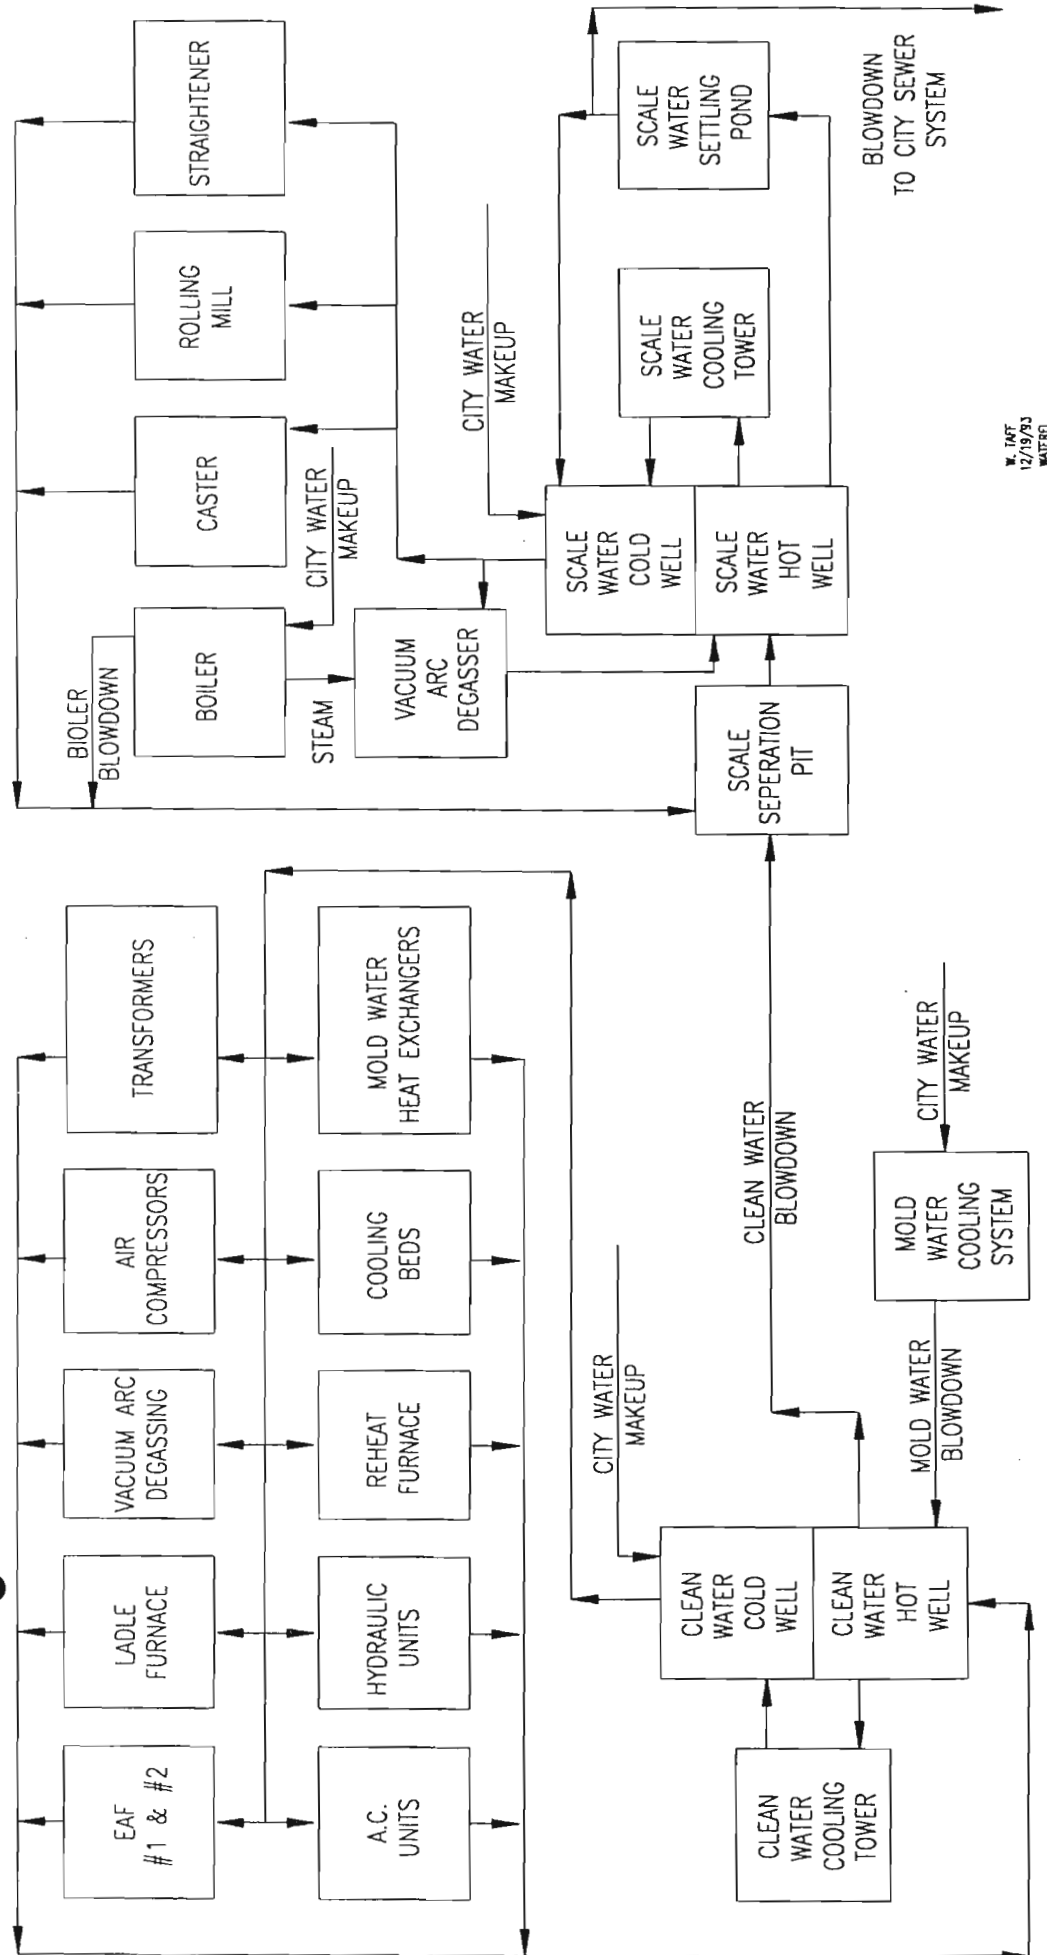 EAF
#1 & #2
LADLE
FURNACE
VACUUM ARC
DEGASSING
AIR
COMPRESSORS
TRANSFORMERS
A.C.
UNITS
HYDRAULIC
UNITS
REHEAT
FURNACE
COOLING
BEDS
MOLD WATER
HEAT EXCHANGERS
BIOLER
BLOWDOWN
BOILER
CASTER
ROLLING
MILL
STRAIGHTENER
CITY WATER
MAKEUP
STEAM
VACUUM
ARC
DEGASSER
CITY WATER
MAKEUP
SCALE
WATER
COLD
WELL
SCALE
WATER
HOT
WELL
SCALE
WATER
COOLING
TOWER
SCALE
WATER
SETTLING
POND
SCALE
SEPERATION
PIT
BLOWDOWN
TO CITY SEWER
SYSTEM
CITY WATER
MAKEUP
CLEAN WATER
BLOWDOWN
CLEAN
WATER
COLD
WELL
CLEAN
WATER
HOT
WELL
CLEAN
WATER
COOLING
TOWER
MOLD WATER
BLOWDOWN
MOLD
WATER
COOLING
SYSTEM
CITY WATER
MAKEUP
W. TAFF
12/19/93